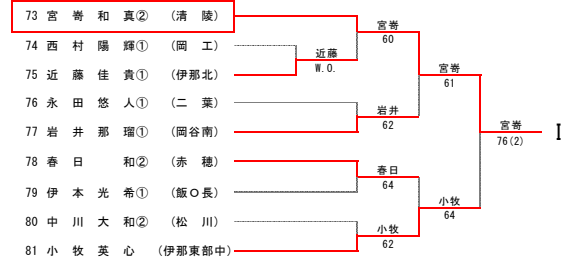 73 宮 嵜 和 真② (清 陵)
74 西 村 陽 輝① (岡 工)
75 近 藤 佳 貴① (伊那北)
76 永 田 悠 人① (二 葉)
77 岩 井 那 瑠① (岡谷南)
78 春 日 和② (赤 穂)
79 伊 本 光 希① (飯O長)
80 中 川 大 和② (松 川)
81 小 牧 英 心 (伊那東部中)
近藤
W.O.
宮嵜
60
岩井
62
春日
64
小牧
62
宮嵜
61
小牧
64
宮嵜
76(2)
I